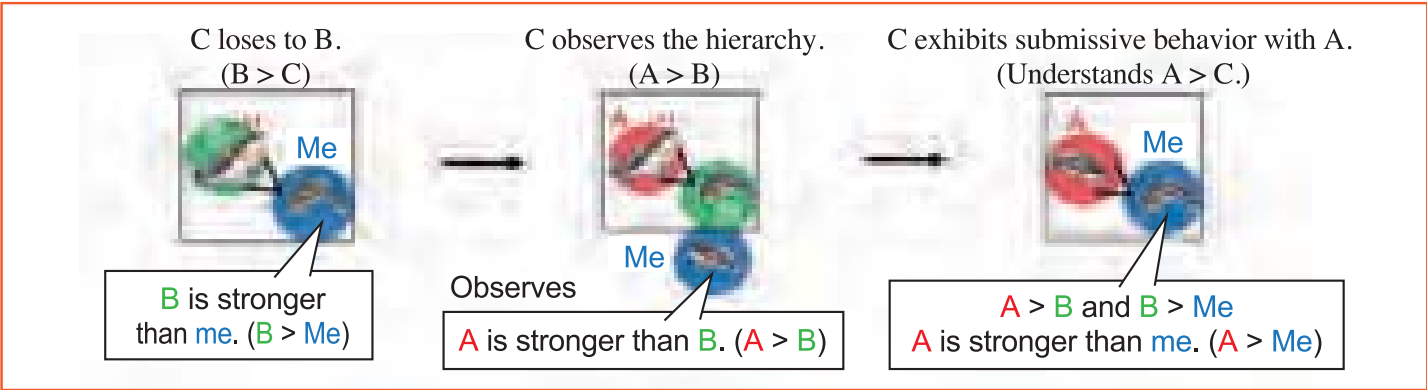 C loses to B.
(B > C)
Me
B is stronger
than me. (B > Me)
C observes the hierarchy.
(A > B)
A
Me
Observes
A is stronger than B. (A > B)
C exhibits submissive behavior with A.
(Understands A > C.)
A
Me
A > B and B > Me
A is stronger than me. (A > Me)